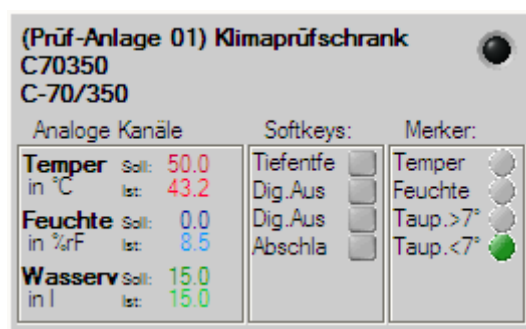 (Prüf-Anlage 01) Klimaprüfschrank
C70350
C-70/350
Analoge Kanäle
Softkeys:
Merker:
Temper Soll: 50.0
in °C Ist: 43.2
Feuchte Soll: 0.0
in %rF Ist: 8.5
Wasserv Soll: 15.0
in l Ist: 15.0
Tiefentfe
Dig.Aus
Dig.Aus
Abschla
Temper
Feuchte
Taup.>7°
Taup.<7°